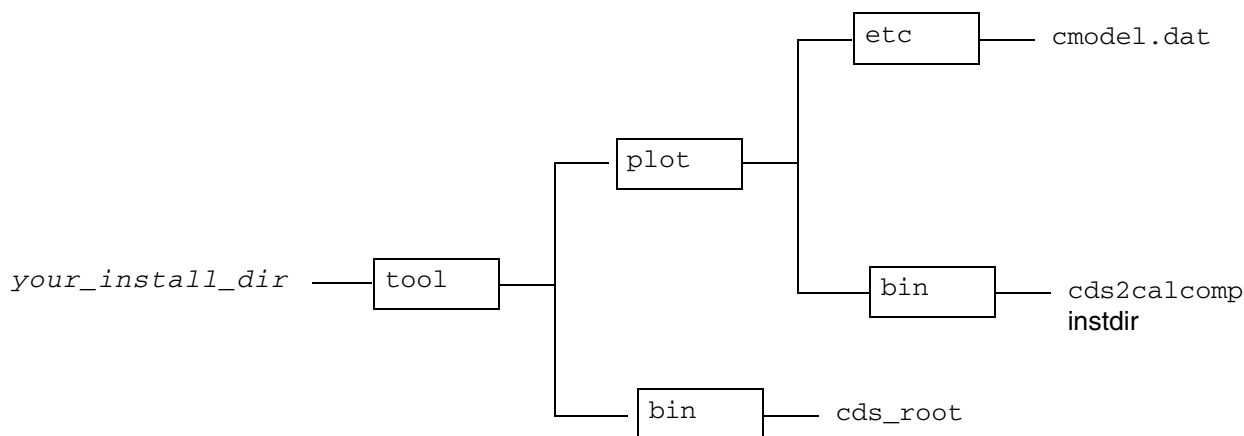 etc
cmodel.dat
plot
your_install_dir
tool
bin
cds2calcomp
instdir
bin
cds_root